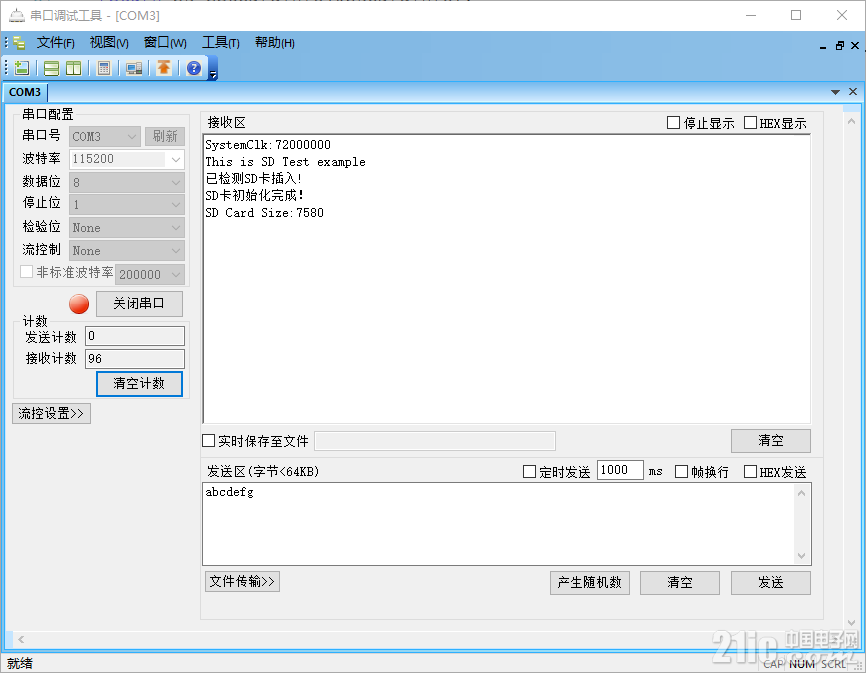 串口调试工具 - [COM3]
文件(F) 视图(V) 窗口(W) 工具(T) 帮助(H)
COM3
串口配置
串口号 COM3 刷新
波特率 115200
数据位 8
停止位 1
检验位 None
流控制 None
非标准波特率 200000
关闭串口
计数
发送计数 0
接收计数 96
清空计数
流控设置>>
接收区 停止显示 HEX显示
SystemClk:72000000
This is SD Test example
已检测SD卡插入!
SD卡初始化完成!
SD Card Size:7580
实时保存至文件 清空
发送区(字节<64KB) 定时发送 1000 ms 帧换行 HEX发送
abcdefg
文件传输>> 产生随机数 清空 发送
就绪 CAP NUM SCRL
21ic 中国电子网
.com